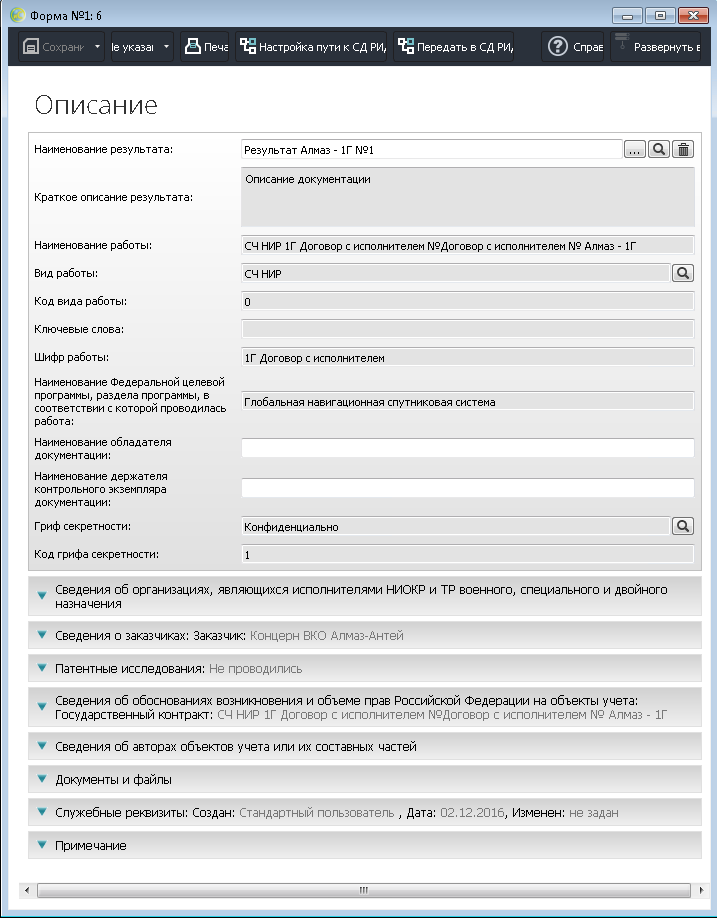 Форма №1: 6
Сохрани
Не указа
Печа
Настройка пути к СД РИ
Передать в СД РИ
Справ
Развернуть в
Описание
Наименование результата:
Результат Алмаз - 1Г №1
...
Краткое описание результата:
Описание документации
Наименование работы:
СЧ НИР 1Г Договор с исполнителем №Договор с исполнителем № Алмаз - 1Г
Вид работы:
СЧ НИР
Код вида работы:
0
Ключевые слова:
Шифр работы:
1Г Договор с исполнителем
Наименование Федеральной целевой
программы, раздела программы, в
соответствии с которой проводилась
работа:
Глобальная навигационная спутниковая система
Наименование обладателя
документации:
Наименование держателя
контрольного экземпляра
документации:
Гриф секретности:
Конфиденциально
Код грифа секретности:
1
Сведения об организациях, являющихся исполнителями НИОКР и ТР военного, специального и двойного
назначения
Сведения о заказчиках: Заказчик: Концерн ВКО Алмаз-Антей
Патентные исследования: Не проводились
Сведения об обоснованиях возникновения и объеме прав Российской Федерации на объекты учета:
Государственный контракт: СЧ НИР 1Г Договор с исполнителем №Договор с исполнителем № Алмаз - 1Г
Сведения об авторах объектов учета или их составных частей
Документы и файлы
Служебные реквизиты: Создан: Стандартный пользователь , Дата: 02.12.2016, Изменен: не задан
Примечание